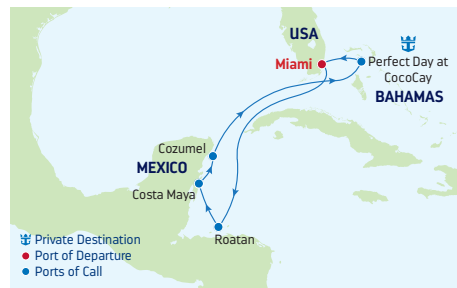 USA
Miami
Perfect Day at
CocoCay
BAHAMAS
Cozumel
MEXICO
Costa Maya
Roatan
Private Destination
Port of Departure
Ports of Call